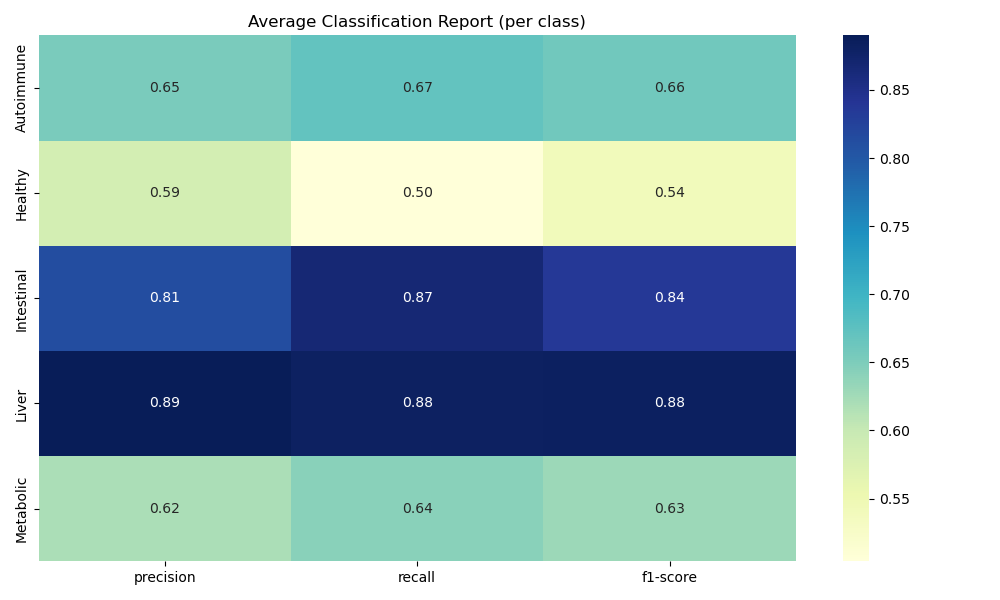 Average Classification Report (per class)
Autoimmune 0.65 0.67 0.66
Healthy 0.59 0.50 0.54
Intestinal 0.81 0.87 0.84
Liver 0.89 0.88 0.88
Metabolic 0.62 0.64 0.63
precision recall f1-score
0.85
0.80
0.75
0.70
0.65
0.60
0.55